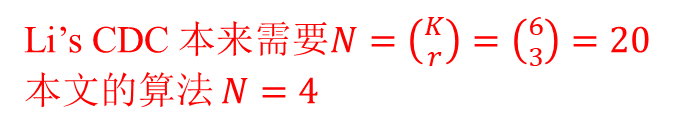 Li’s CDC 本来需要𝑁 = (𝐾 𝑟) = (6 3) = 20
本文的算法 𝑁 = 4